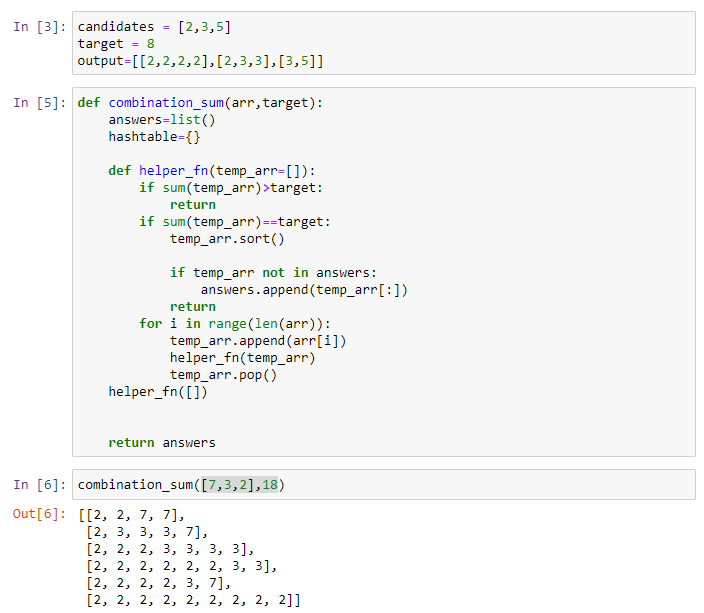 In [3]: candidates = [2,3,5]
target = 8
output=[[2,2,2,2],[2,3,3],[3,5]]
In [5]: def combination_sum(arr,target):
    answers=list()
    hashtable={}
    def helper_fn(temp_arr=[]):
        if sum(temp_arr)>target:
            return
        if sum(temp_arr)==target:
            temp_arr.sort()
            if temp_arr not in answers:
                answers.append(temp_arr[:])
            return
        for i in range(len(arr)):
            temp_arr.append(arr[i])
            helper_fn(temp_arr)
            temp_arr.pop()
    helper_fn([])
    return answers
In [6]: combination_sum([7,3,2],18)
Out[6]: [[2, 2, 7, 7],
 [2, 3, 3, 3, 7],
 [2, 2, 2, 3, 3, 3, 3],
 [2, 2, 2, 2, 2, 2, 3, 3],
 [2, 2, 2, 2, 3, 7],
 [2, 2, 2, 2, 2, 2, 2, 2, 2]]